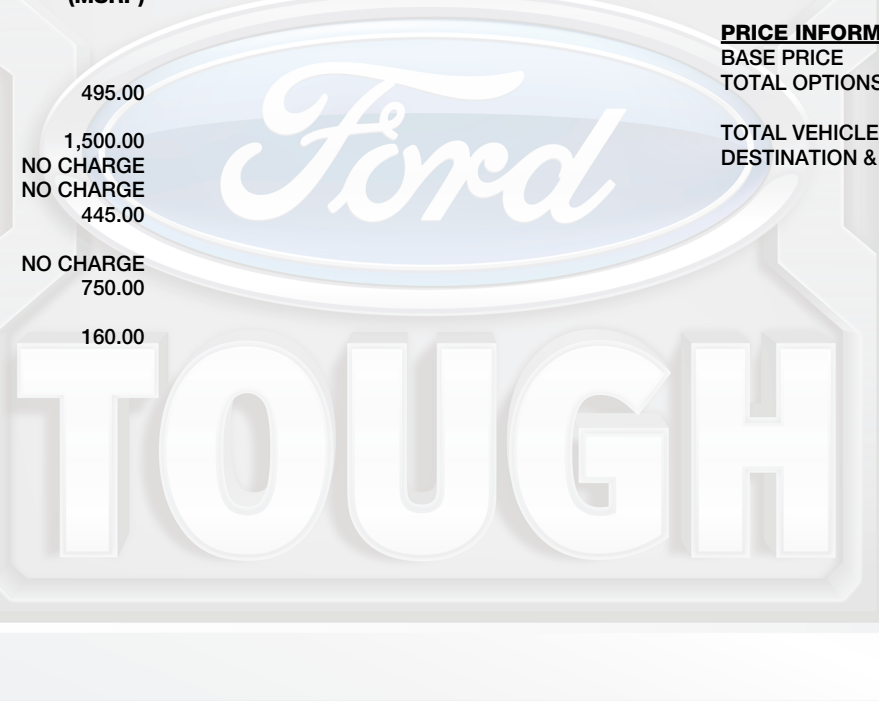 (MSRP)
495.00
1,500.00
NO CHARGE
NO CHARGE
445.00
NO CHARGE
750.00
160.00
PRICE INFORM
BASE PRICE
TOTAL OPTIONS
TOTAL VEHICLE
DESTINATION &
Ford
TOUGH